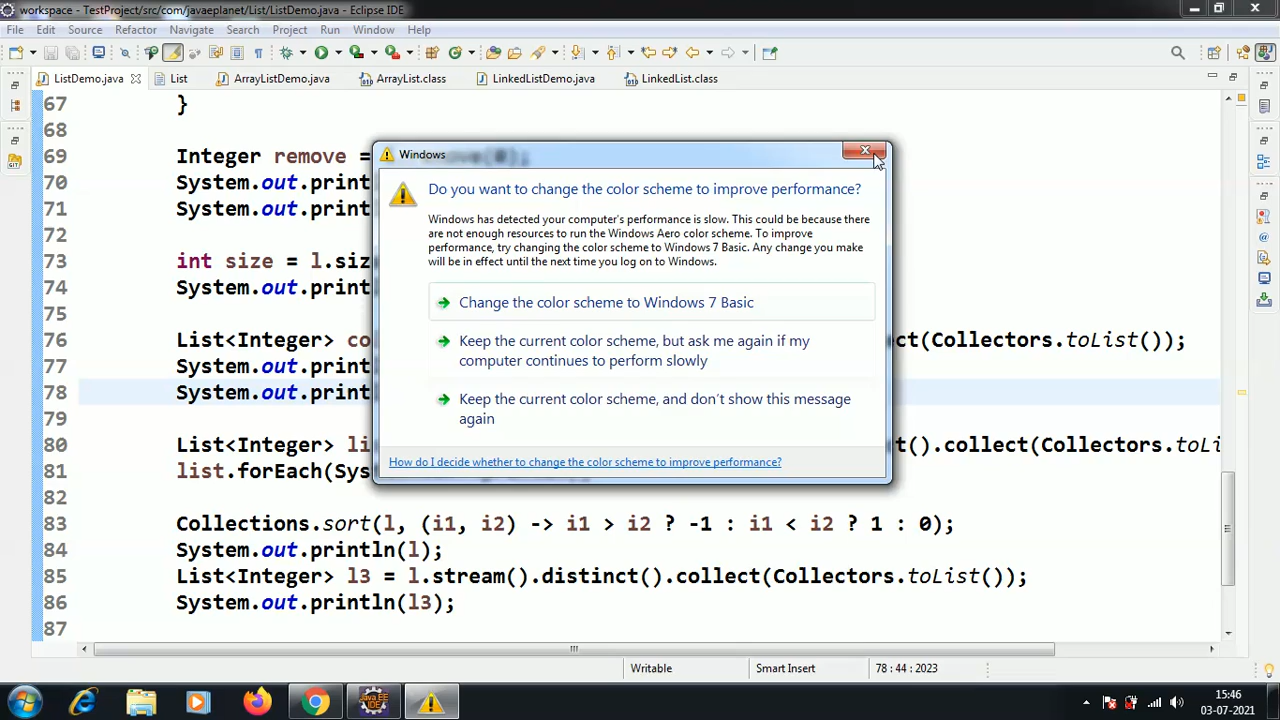 workspace - TestProject/src/com/javaeplanet/List/ListDemo.java - Eclipse IDE
File Edit Source Refactor Navigate Search Project Run Window Help
ListDemo.java List ArrayListDemo.java ArrayList.class LinkedListDemo.java LinkedList.class
67 }
68
69 Integer remove =
70 System.out.print
71 System.out.print
72
73 int size = l.siz
74 System.out.print
75
76 List<Integer> co ct(Collectors.toList());
77 System.out.print
78 System.out.print
79
80 List<Integer> li t().collect(Collectors.toLi
81 list.forEach(Sys
82
83 Collections.sort(l, (i1, i2) -> i1 > i2 ? -1 : i1 < i2 ? 1 : 0);
84 System.out.println(l);
85 List<Integer> l3 = l.stream().distinct().collect(Collectors.toList());
86 System.out.println(l3);
87
Windows
Do you want to change the color scheme to improve performance?
Windows has detected your computer's performance is slow. This could be because there
are not enough resources to run the Windows Aero color scheme. To improve
performance, try changing the color scheme to Windows 7 Basic. Any change you make
will be in effect until the next time you log on to Windows.
Change the color scheme to Windows 7 Basic
Keep the current color scheme, but ask me again if my
computer continues to perform slowly
Keep the current color scheme, and don't show this message
again
How do I decide whether to change the color scheme to improve performance?
Writable Smart Insert 78 : 44 : 2023
Java EE
IDE
15:46
03-07-2021